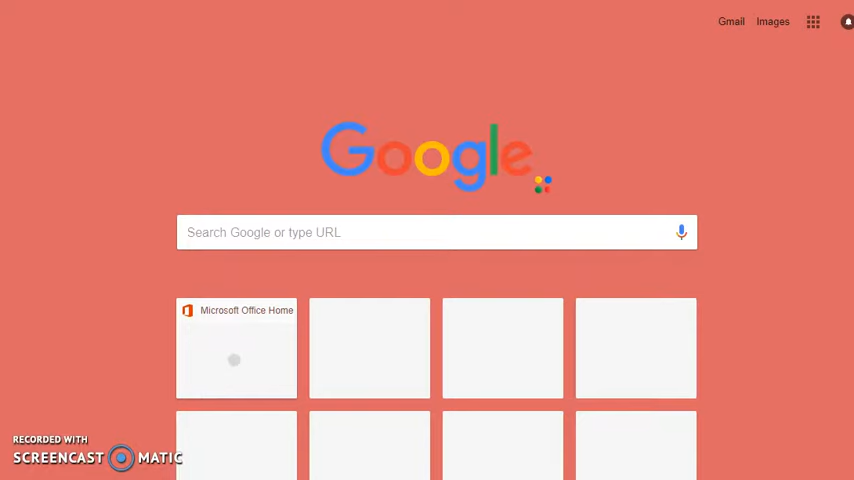 Gmail Images
Google
Search Google or type URL
Microsoft Office Home
RECORDED WITH
SCREENCAST MATIC